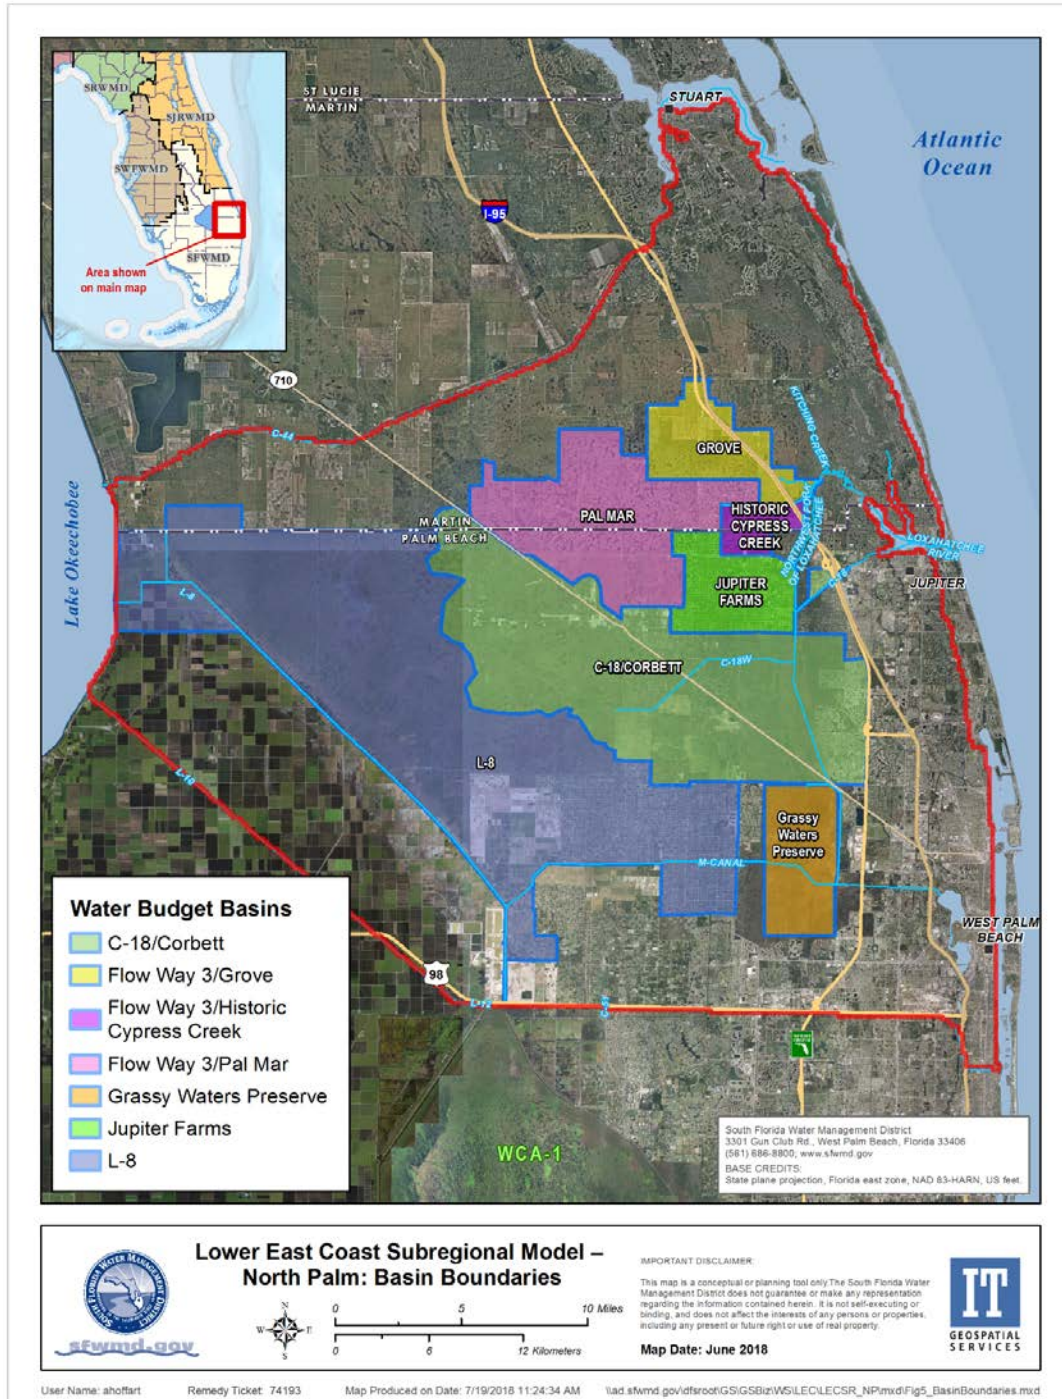 SRWMD
SJRWMD
SWFWMD
SFWMD
Area shown
on main map
ST LUCIE
MARTIN
STUART
Atlantic
Ocean
I-95
710
C-44
KITCHING CREEK
GROVE
PAL MAR
HISTORIC
CYPRESS
CREEK
NORTHWEST FORK
OF LOXAHATCHEE
LOXAHATCHEE
RIVER
MARTIN
PALM BEACH
Lake Okeechobee
JUPITER
FARMS
C-18
JUPITER
L-8
C-18/CORBETT
C-18W
L-10
L-8
Grassy
Waters
Preserve
M-CANAL
WEST PALM
BEACH
98
L-12
C-51
WCA-1
Water Budget Basins
C-18/Corbett
Flow Way 3/Grove
Flow Way 3/Historic
Cypress Creek
Flow Way 3/Pal Mar
Grassy Waters Preserve
Jupiter Farms
L-8
South Florida Water Management District
3301 Gun Club Rd., West Palm Beach, Florida 33406
(561) 686-8800; www.sfwmd.gov
BASE CREDITS:
State plane projection, Florida east zone, NAD 83-HARN, US feet.
SOUTH FLORIDA WATER MANAGEMENT DISTRICT
sfwmd.gov
Lower East Coast Subregional Model –
North Palm: Basin Boundaries
N
W E
S
0 5 10 Miles
0 6 12 Kilometers
IMPORTANT DISCLAIMER:
This map is a conceptual or planning tool only. The South Florida Water
Management District does not guarantee or make any representation
regarding the information contained herein. It is not self-executing or
binding, and does not affect the interests of any persons or properties,
including any present or future right or use of real property.
Map Date: June 2018
IT
GEOSPATIAL
SERVICES
User Name: ahoffart Remedy Ticket: 74193 Map Produced on Date: 7/19/2018 11:24:34 AM \\ad.sfwmd.gov\dfsroot\GS\GSBiz\WS\LEC\LECSR_NP\mxd\Fig5_BasinBoundaries.mxd